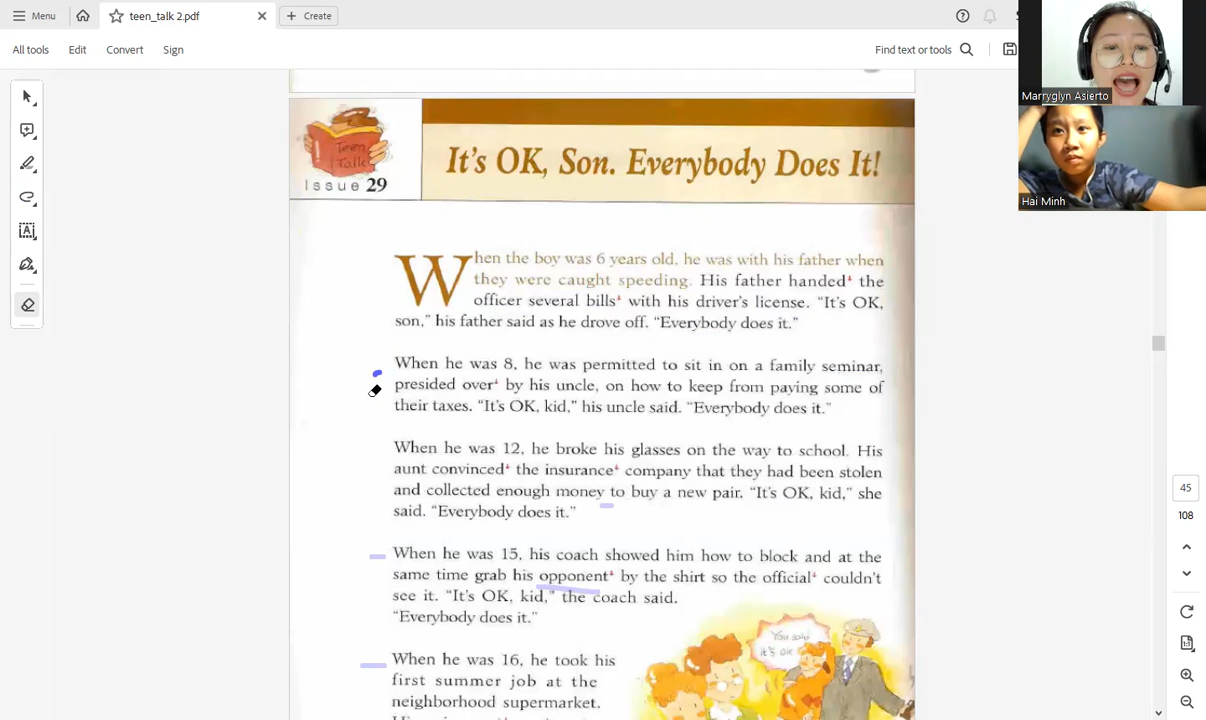 Menu
teen_talk 2.pdf
Create
All tools
Edit
Convert
Sign
Find text or tools
Marryglyn Asierto
Hai Minh
Teen
Talk
Issue 29
It's OK, Son. Everybody Does It!
When the boy was 6 years old, he was with his father when
they were caught speeding. His father handed the
officer several bills with his driver's license. "It's OK,
son," his father said as he drove off. "Everybody does it."
When he was 8, he was permitted to sit in on a family seminar,
presided over by his uncle, on how to keep from paying some of
their taxes. "It's OK, kid," his uncle said. "Everybody does it."
When he was 12, he broke his glasses on the way to school. His
aunt convinced the insurance company that they had been stolen
and collected enough money to buy a new pair. "It's OK, kid," she
said. "Everybody does it."
When he was 15, his coach showed him how to block and at the
same time grab his opponent by the shirt so the official couldn't
see it. "It's OK, kid," the coach said.
"Everybody does it."
You said
it's OK
When he was 16, he took his
first summer job at the
neighborhood supermarket.
45
108